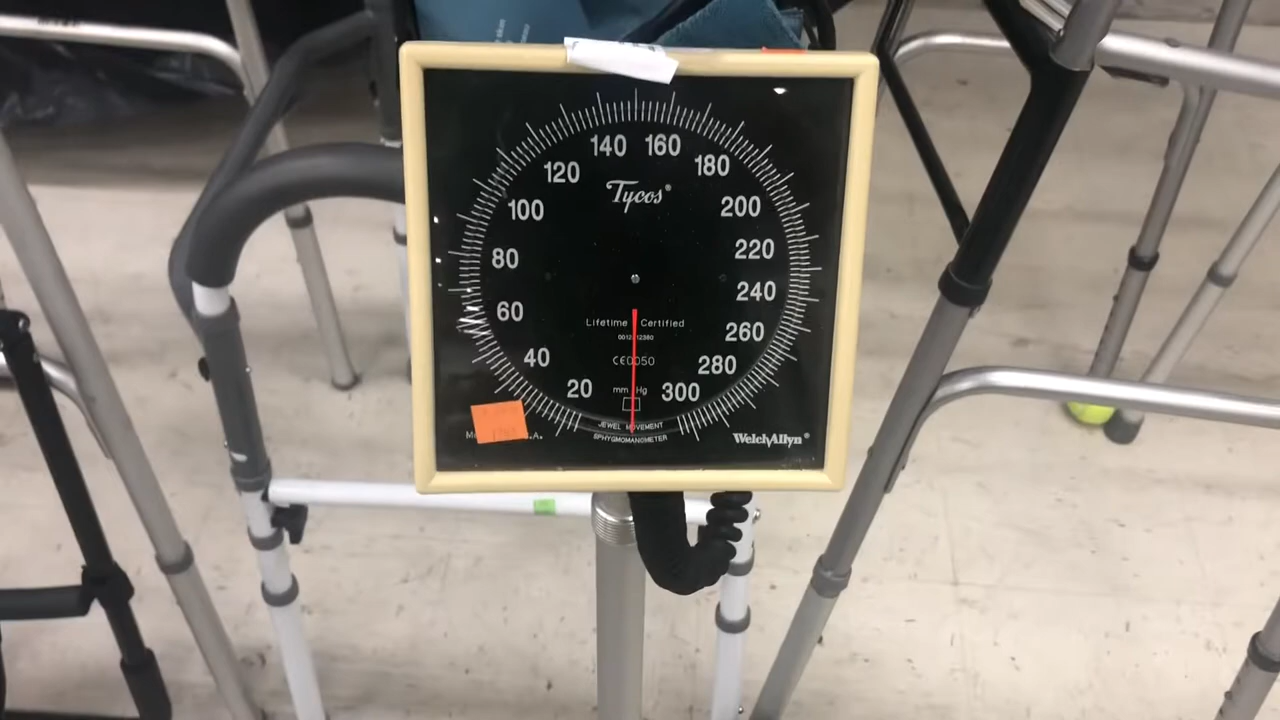 140 160
120 180
Tycos®
100 200
80 220
60 240
Lifetime Certified
CE0050
40 260
280
mm Hg
20 300
JEWEL MOVEMENT
SPHYGMOMANOMETER
WelchAllyn®